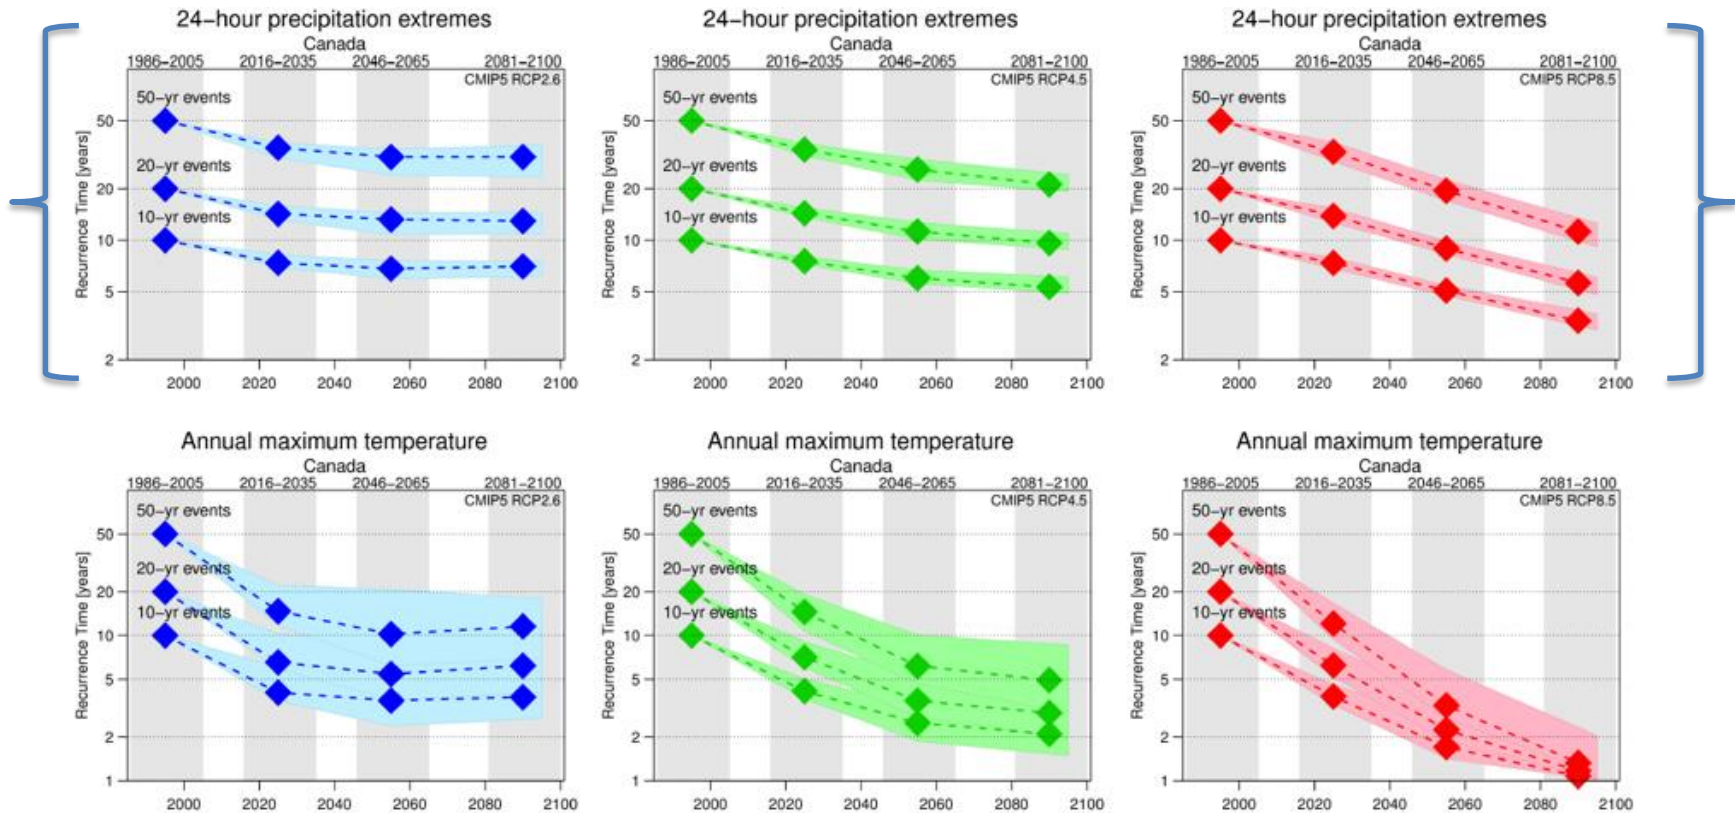 24-hour precipitation extremes
Canada
1986-2005 2016-2035 2046-2065 2081-2100
CMIP5 RCP2.6
50-yr events
20-yr events
10-yr events
Recurrence Time [years]
50
20
10
5
2
2000 2020 2040 2060 2080 2100
24-hour precipitation extremes
Canada
1986-2005 2016-2035 2046-2065 2081-2100
CMIP5 RCP4.5
50-yr events
20-yr events
10-yr events
Recurrence Time [years]
50
20
10
5
2
2000 2020 2040 2060 2080 2100
24-hour precipitation extremes
Canada
1986-2005 2016-2035 2046-2065 2081-2100
CMIP5 RCP8.5
50-yr events
20-yr events
10-yr events
Recurrence Time [years]
50
20
10
5
2
2000 2020 2040 2060 2080 2100
Annual maximum temperature
Canada
1986-2005 2016-2035 2046-2065 2081-2100
CMIP5 RCP2.6
50-yr events
20-yr events
10-yr events
Recurrence Time [years]
50
20
10
5
2
1
2000 2020 2040 2060 2080 2100
Annual maximum temperature
Canada
1986-2005 2016-2035 2046-2065 2081-2100
CMIP5 RCP4.5
50-yr events
20-yr events
10-yr events
Recurrence Time [years]
50
20
10
5
2
1
2000 2020 2040 2060 2080 2100
Annual maximum temperature
Canada
1986-2005 2016-2035 2046-2065 2081-2100
CMIP5 RCP8.5
50-yr events
20-yr events
10-yr events
Recurrence Time [years]
50
20
10
5
2
1
2000 2020 2040 2060 2080 2100